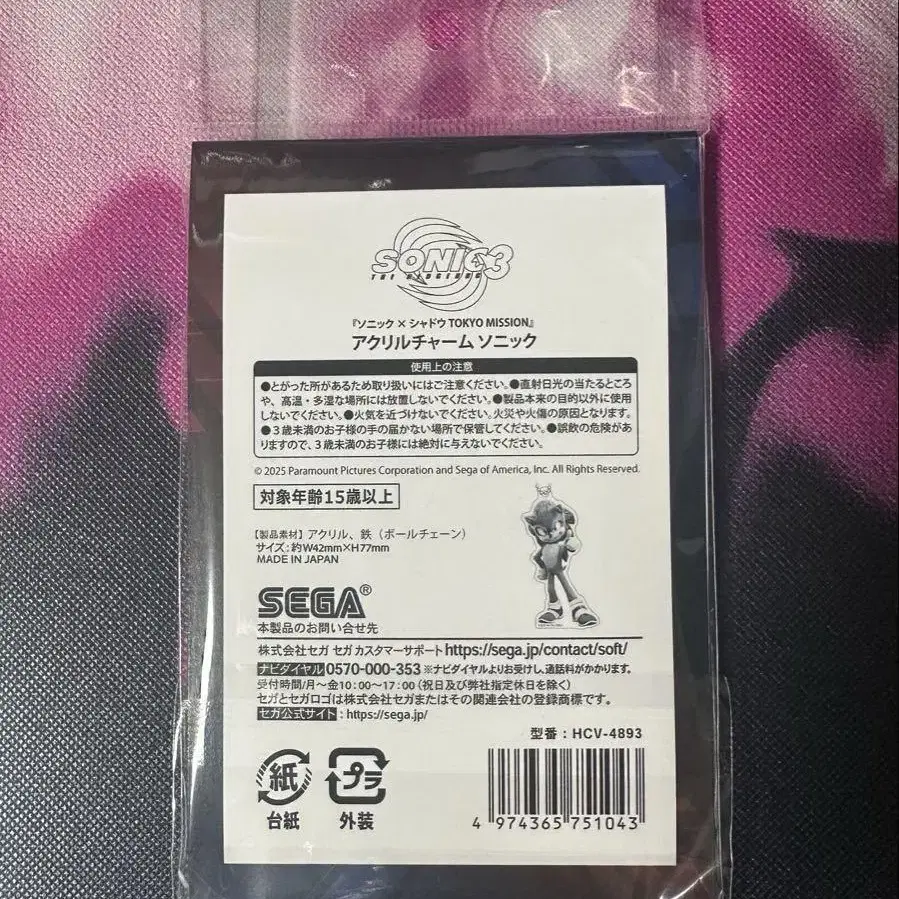 SONIC 3
THE HEDGEHOG
『ソニック × シャドウ TOKYO MISSION』
アクリルチャーム ソニック
使用上の注意
●とがった所があるため取り扱いにはご注意ください。●直射日光の当たるところ
や、高温・多湿な場所には放置しないでください。●製品本来の目的以外に使用
しないでください。●火気を近づけないでください。火災や火傷の原因となります。
●3歳未満のお子様の手の届かない場所で保管してください。●誤飲の危険があ
りますので、3歳未満のお子様には絶対に与えないでください。
© 2025 Paramount Pictures Corporation and Sega of America, Inc. All Rights Reserved.
対象年齢15歳以上
【製品素材】アクリル、鉄（ボールチェーン）
サイズ：約W42mm×H77mm
MADE IN JAPAN
SEGA®
本製品のお問い合せ先
株式会社セガ セガ カスタマーサポート https://sega.jp/contact/soft/
ナビダイヤル 0570-000-353 ※ナビダイヤルよりお受けし、通話料がかかります。
受付時間/月～金10：00～17：00（祝日及び弊社指定休日を除く）
セガとセガロゴは株式会社セガまたはその関連会社の登録商標です。
セガ公式サイト：https://sega.jp/
型番：HCV-4893
紙
台紙
プラ
外装
4 974365 751043